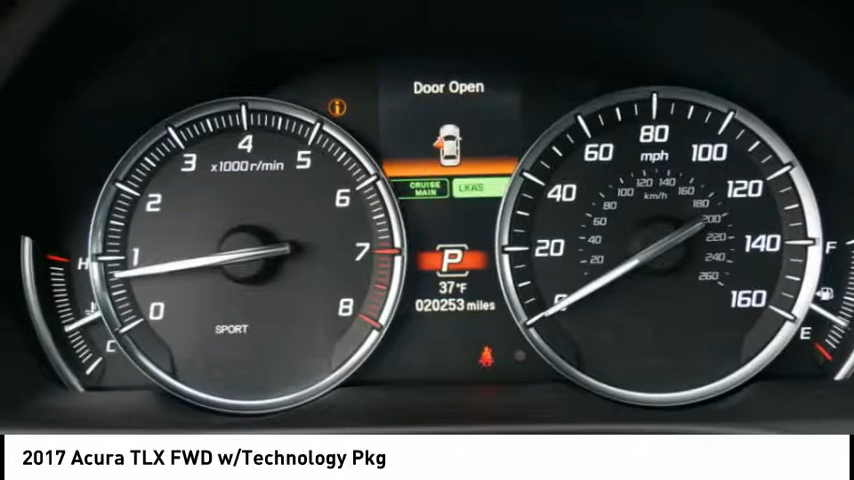 Door Open
CRUISE MAIN
LKAS
0
1
2
3
4
5
6
7
8
x1000r/min
SPORT
H
C
P
37°F
020253 miles
0
20
40
60
80
100
120
140
160
mph
km/h
20
40
60
80
100
120
140
160
180
200
220
240
260
F
E
2017 Acura TLX FWD w/Technology Pkg